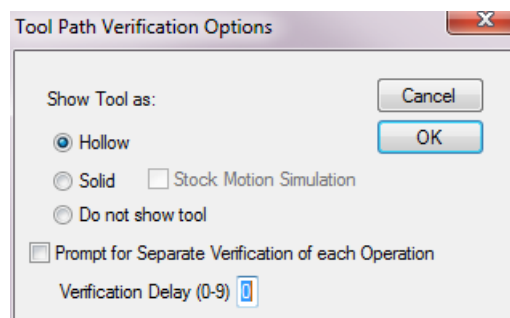 Tool Path Verification Options
Show Tool as:
Cancel
Hollow
OK
Solid Stock Motion Simulation
Do not show tool
Prompt for Separate Verification of each Operation
Verification Delay (0-9) 0